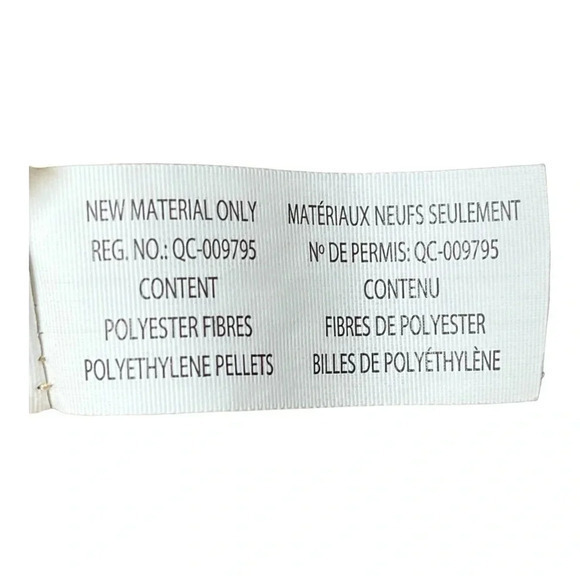 NEW MATERIAL ONLY
REG. NO.: QC-009795
CONTENT
POLYESTER FIBRES
POLYETHYLENE PELLETS
MATÉRIAUX NEUFS SEULEMENT
Nº DE PERMIS: QC-009795
CONTENU
FIBRES DE POLYESTER
BILLES DE POLYÉTHYLÈNE